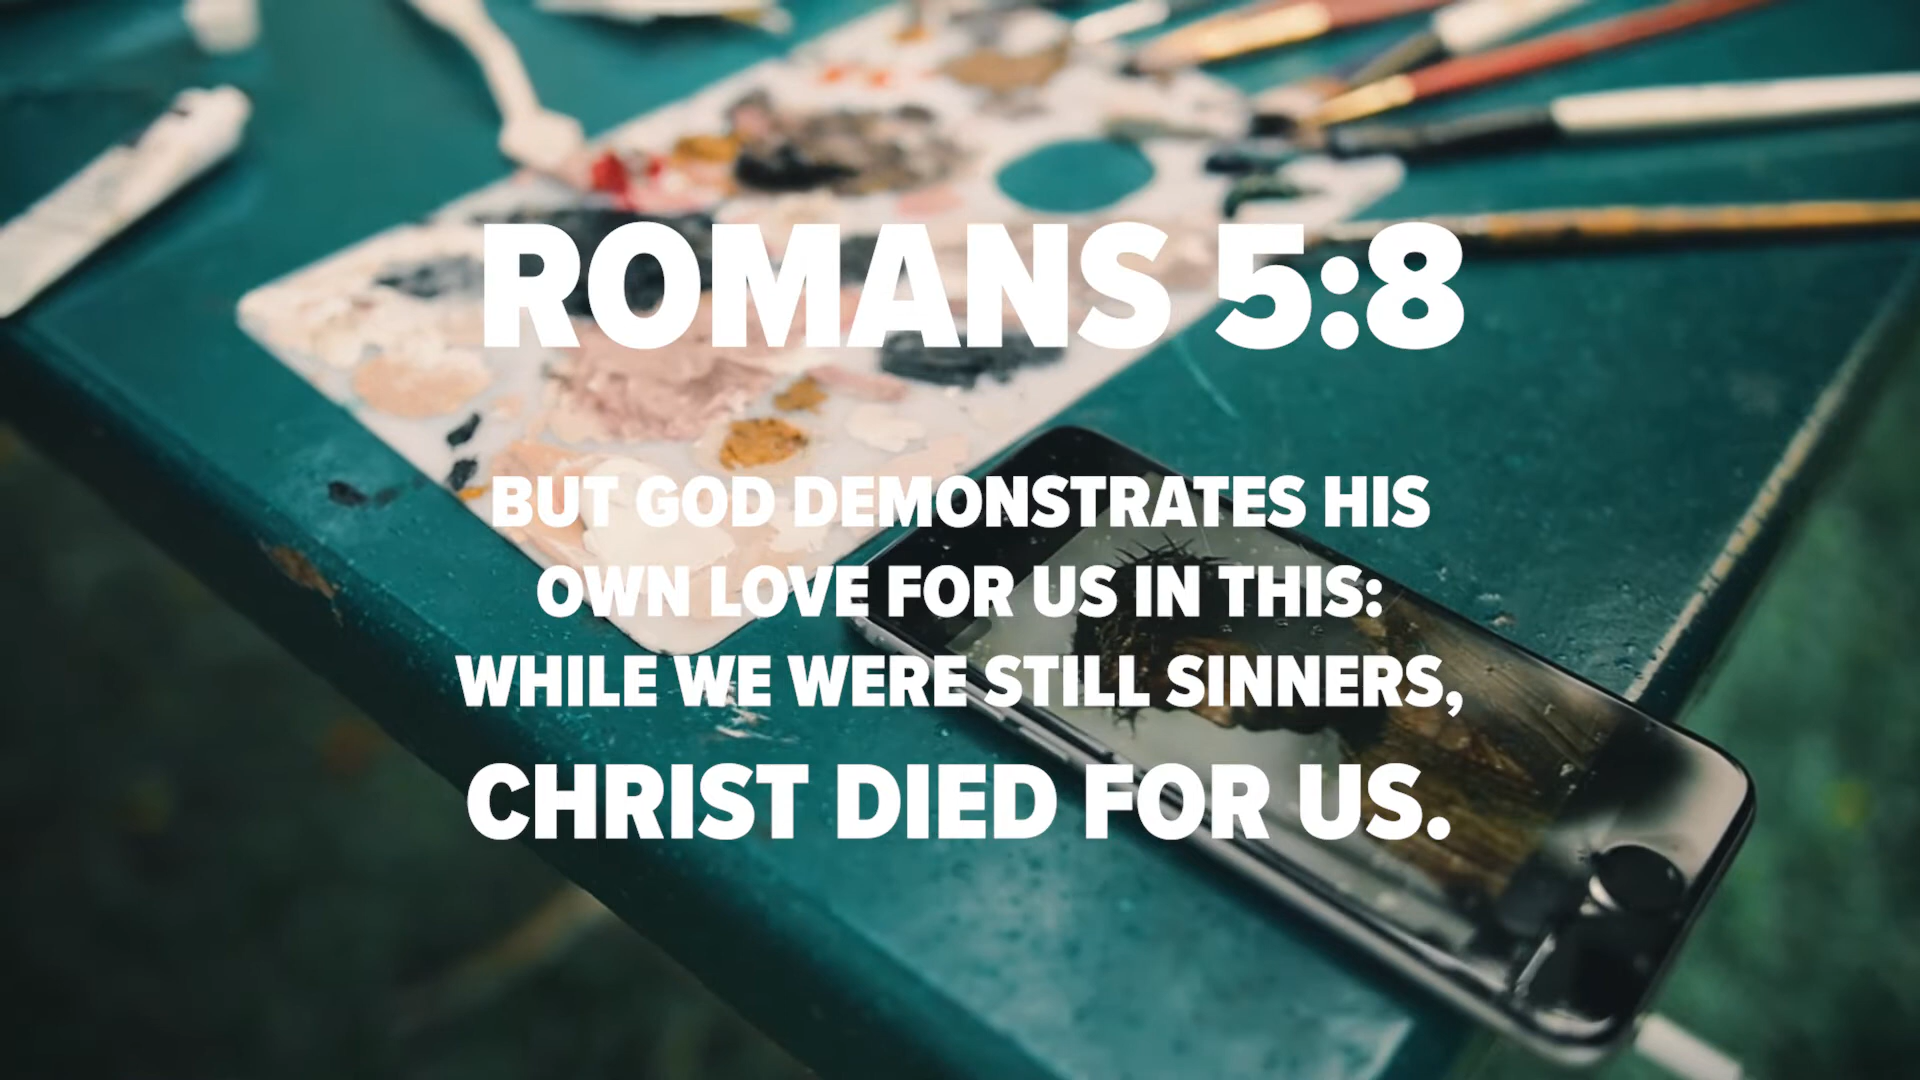 ROMANS 5:8
BUT GOD DEMONSTRATES HIS
OWN LOVE FOR US IN THIS:
WHILE WE WERE STILL SINNERS,
CHRIST DIED FOR US.